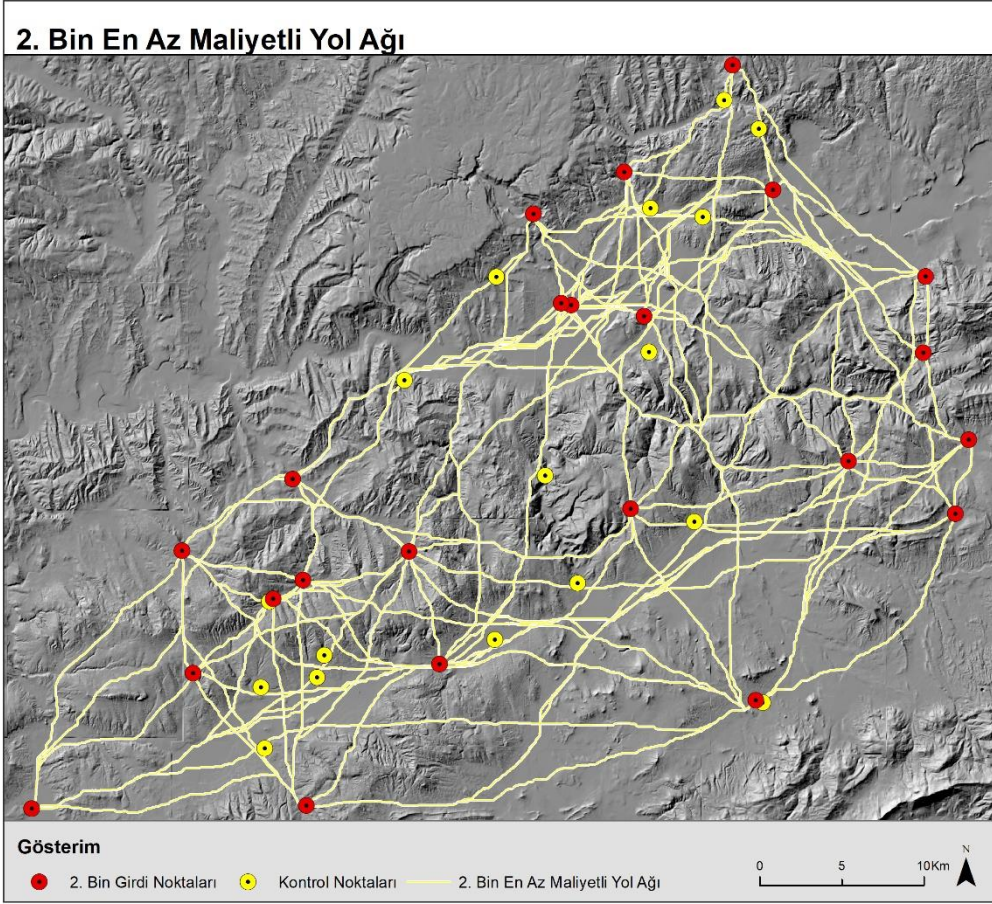 2. Bin En Az Maliyetli Yol Ağı
Gösterim
2. Bin Girdi Noktaları
Kontrol Noktaları
2. Bin En Az Maliyetli Yol Ağı
0 5 10Km
N